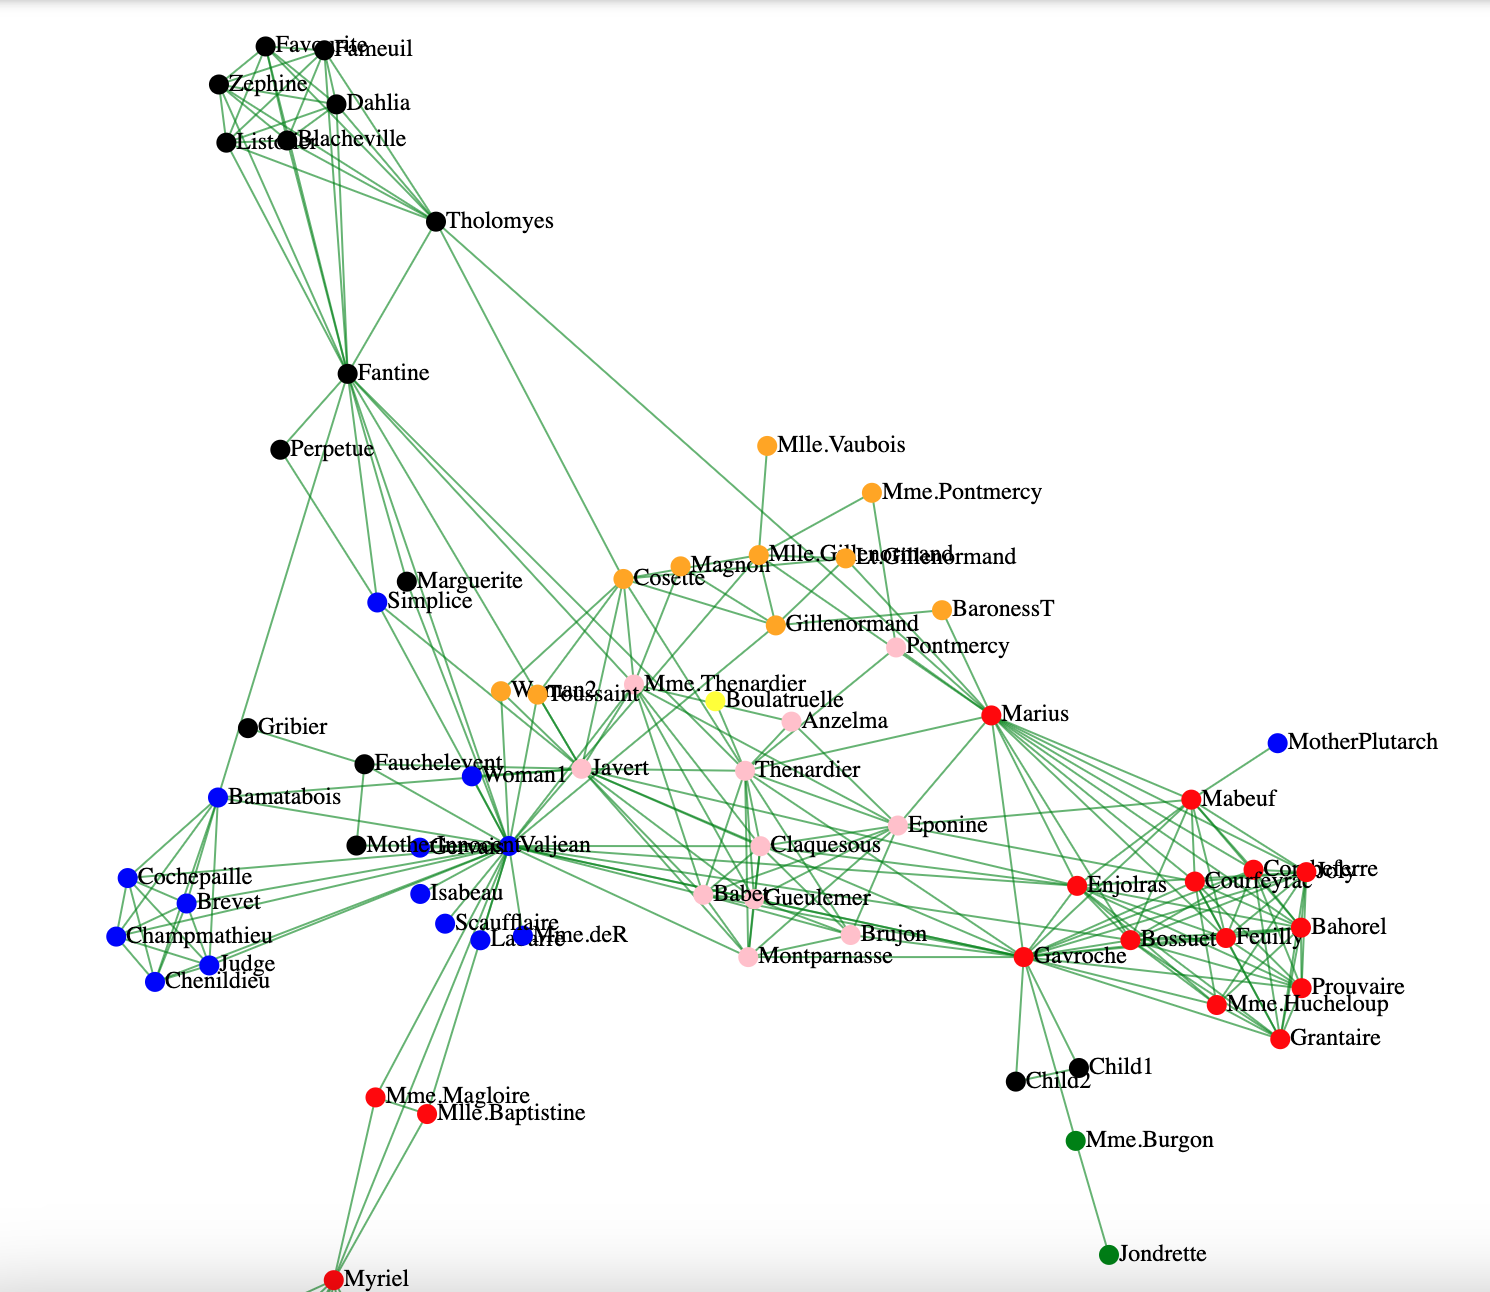 Favourite
Fameuil
Zephine
Dahlia
Listolier
Blacheville
Tholomyes
Fantine
Perpetue
Mlle.Vaubois
Mme.Pontmercy
Mlle.Gillenormand
Lt.Gillenormand
Magnon
Cosette
Marguerite
Simplice
BaronessT
Gillenormand
Pontmercy
Mme.Thenardier
Woman2
Toussaint
Boulatruelle
Anzelma
Marius
Gribier
MotherPlutarch
Fauchelevent
Woman1
Javert
Thenardier
Bamatabois
Mabeuf
Eponine
MotherInnocent
Gervais
Valjean
Claquesous
Cochepaille
Combeferre
Joly
Enjolras
Courfeyrac
Isabeau
Babet
Gueulemer
Brevet
Scaufflaire
Bahorel
Champmathieu
Labarre
Mme.deR
Brujon
Bossuet
Feuilly
Judge
Montparnasse
Gavroche
Chenildieu
Prouvaire
Mme.Hucheloup
Grantaire
Child1
Child2
Mme.Magloire
Mlle.Baptistine
Mme.Burgon
Jondrette
Myriel